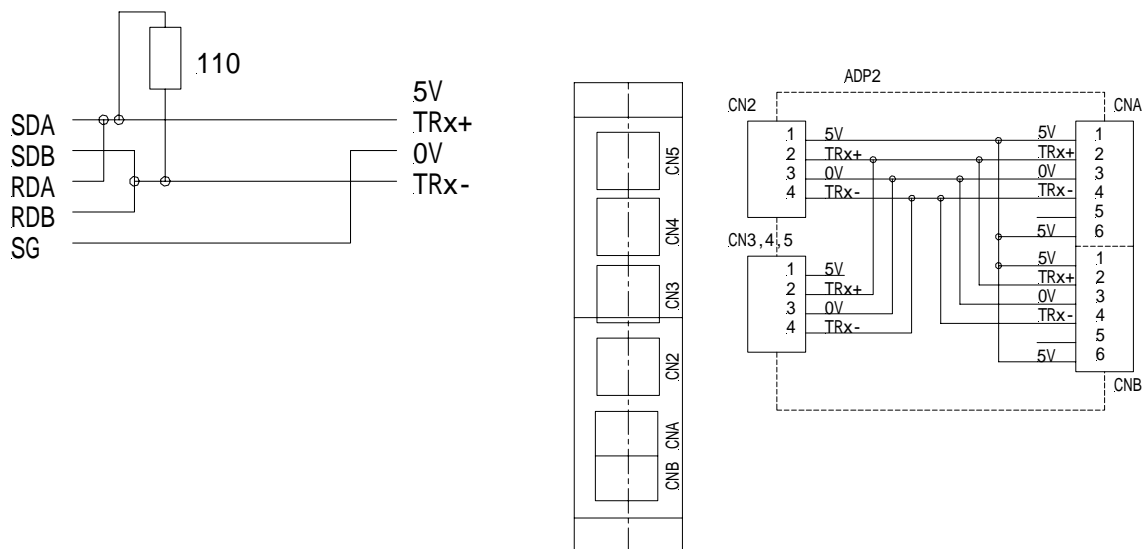 110
5V
SDA
TRx+
SDB
0V
RDA
TRx-
RDB
SG
CN5
CN4
CN3
CN2
CNA
CNB
ADP2
CN2
CNA
1 5V
2 TRx+
3 0V
4 TRx-
5V 1
TRx+ 2
0V 3
TRx- 4
5
5V 6
CN3,4,5
1 5V
2 TRx+
3 0V
4 TRx-
5V 1
TRx+ 2
0V 3
TRx- 4
5
5V 6
CNB